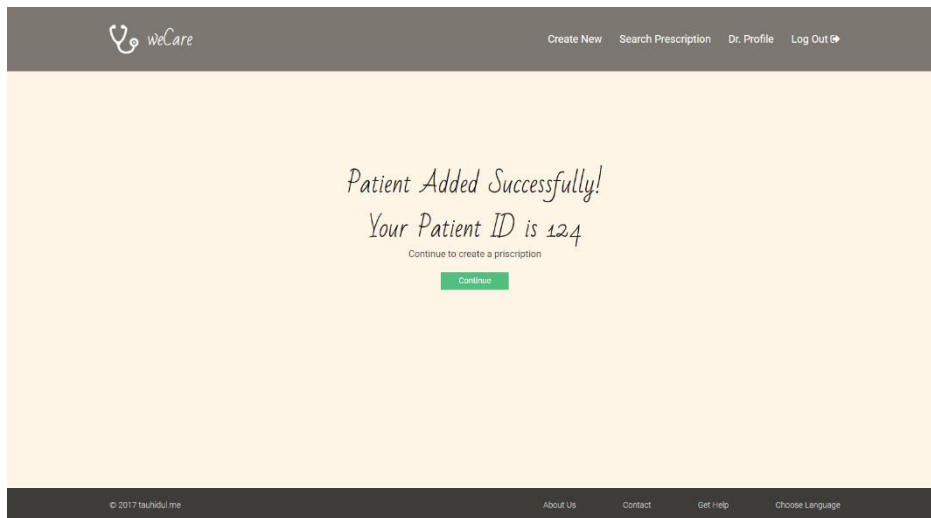 weCare
Create New Search Prescription Dr. Profile Log Out
Patient Added Successfully!
Your Patient ID is 124
Continue to create a priscription
Continue
© 2017 tauhidul.me
About Us Contact Get Help Choose Language